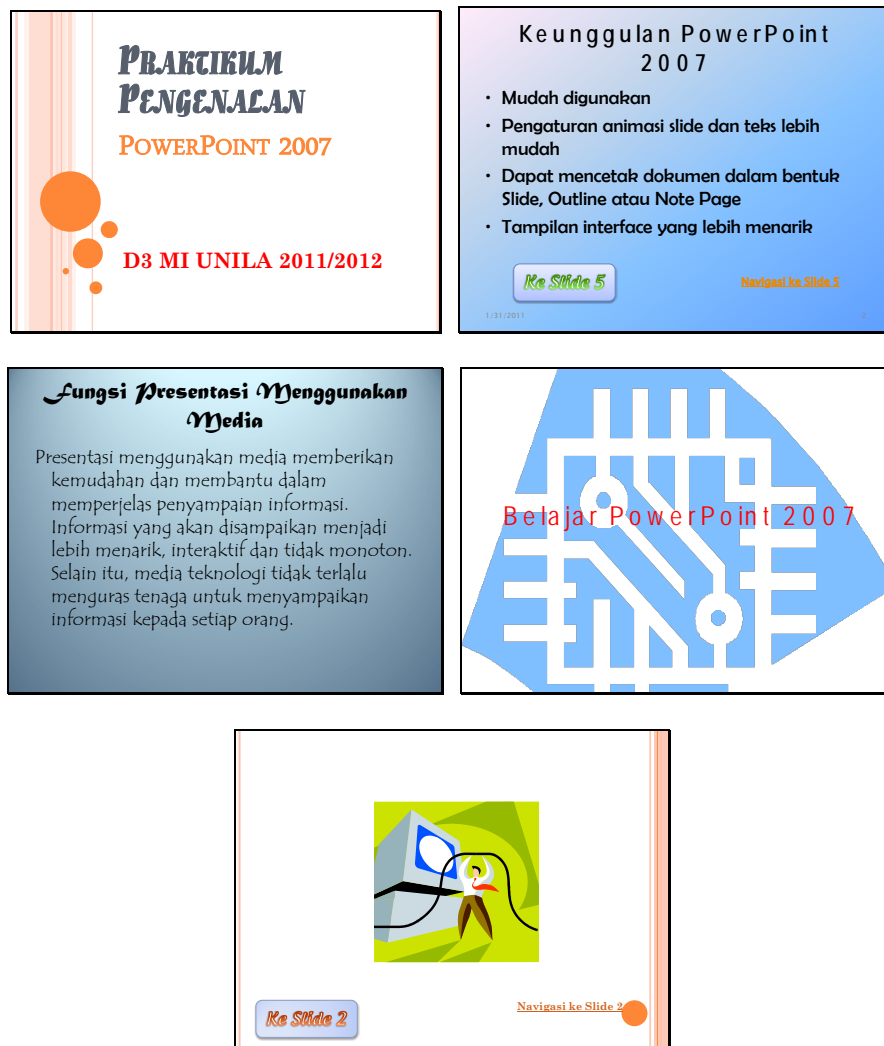 PRAKTIKUM
PENGENALAN
POWERPOINT 2007
D3 MI UNILA 2011/2012
Keunggulan PowerPoint
2007
• Mudah digunakan
• Pengaturan animasi slide dan teks lebih
mudah
• Dapat mencetak dokumen dalam bentuk
Slide, Outline atau Note Page
• Tampilan interface yang lebih menarik
Ke Slide 5
Navigasi ke Slide 5
1/31/2011
2
Fungsi Presentasi Menggunakan
Media
Presentasi menggunakan media memberikan
kemudahan dan membantu dalam
memperjelas penyampaian informasi.
Informasi yang akan disampaikan menjadi
lebih menarik, interaktif dan tidak monoton.
Selain itu, media teknologi tidak terlalu
menguras tenaga untuk menyampaikan
informasi kepada setiap orang.
Belajar PowerPoint 2007
Navigasi ke Slide 2
Ke Slide 2